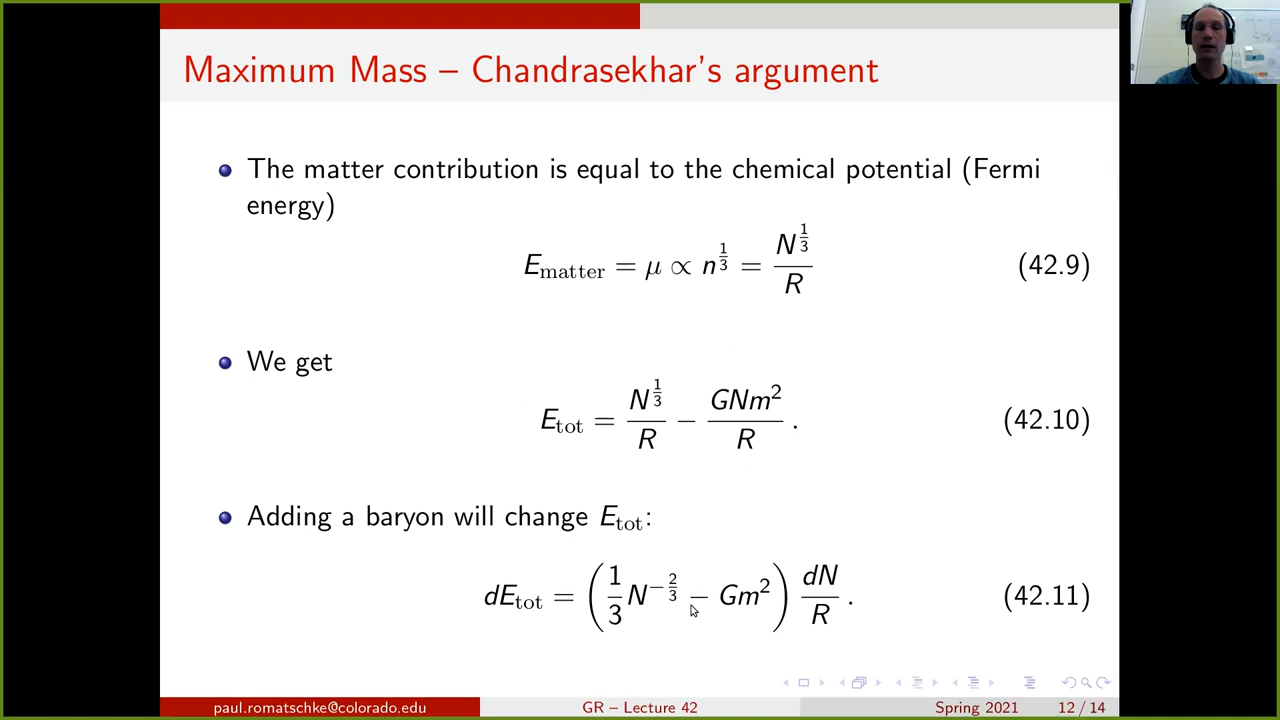 Maximum Mass – Chandrasekhar's argument
The matter contribution is equal to the chemical potential (Fermi
energy)
E_matter = μ ∝ n^{1/3} = N^{1/3}/R (42.9)
We get
E_tot = N^{1/3}/R − GNm²/R . (42.10)
Adding a baryon will change E_tot:
dE_tot = (1/3 N^{−2/3} − Gm²) dN/R . (42.11)
paul.romatschke@colorado.edu GR – Lecture 42 Spring 2021 12 / 14